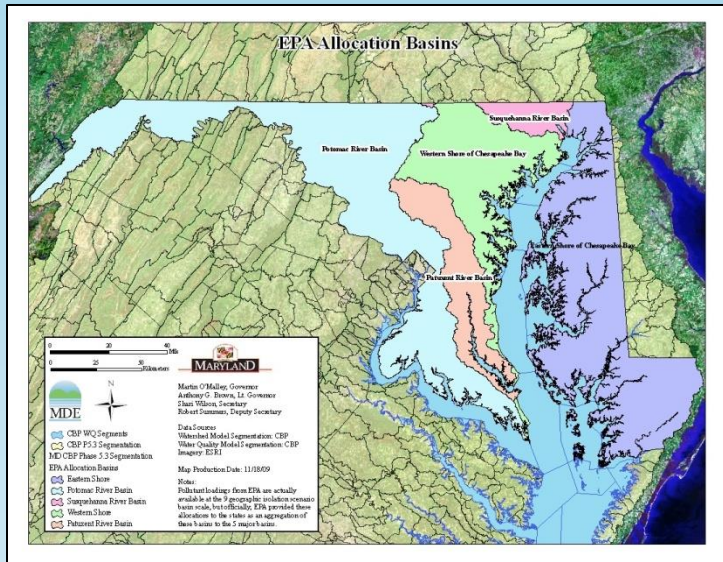 EPA Allocation Basins
Susquehanna River Basin
Potomac River Basin
Western Shore of Chesapeake Bay
Eastern Shore of Chesapeake Bay
Patuxent River Basin
0 20 40
Mile
0 25 50
Kilometers
MARYLAND
MDE
N
Martin O'Malley, Governor
Anthony G. Brown, Lt. Governor
Shari Wilson, Secretary
Robert Summers, Deputy Secretary
Data Sources
Watershed Model Segmentation: CBP
Water Quality Model Segmentation: CBP
Imagery: ESRI
Map Production Date: 11/18/09
Notes:
Pollutant loadings from EPA are actually
available at the 9 geographic isolation scenario
basin scale, but officially, EPA provided these
allocations to the states as an aggregation of
these basins to the 5 major basins.
CBP WQ Segments
CBP P5.3 Segmentation
MD CBP Phase 5.3 Segmentation
EPA Allocation Basins
Eastern Shore
Potomac River Basin
Susquehanna River Basin
Western Shore
Patuxent River Basin